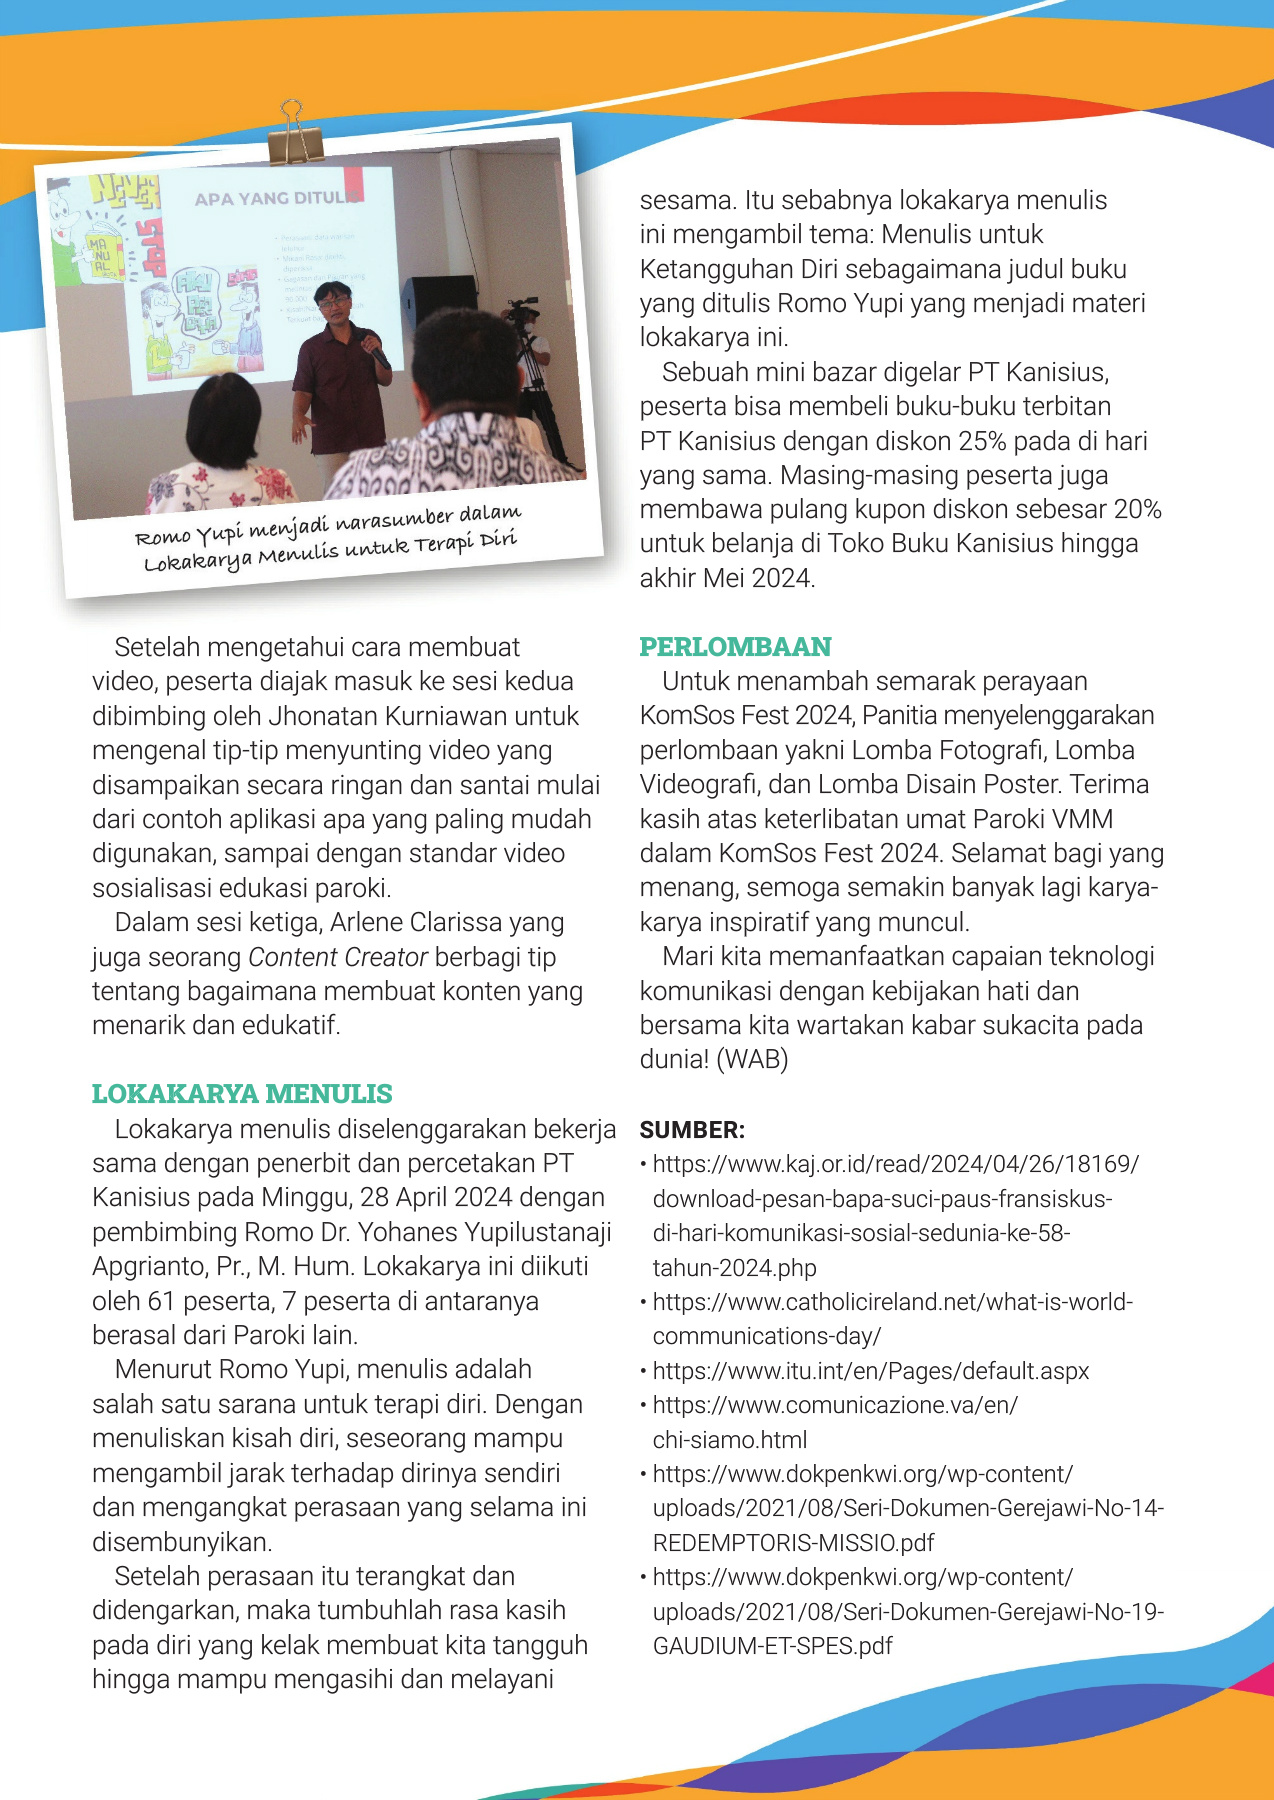 NEVER
STOP
MANUAL
APA YANG DITULIS
Romo Yupi menjadi narasumber dalam
Lokakarya Menulis untuk Terapi Diri
Setelah mengetahui cara membuat
video, peserta diajak masuk ke sesi kedua
dibimbing oleh Jhonatan Kurniawan untuk
mengenal tip-tip menyunting video yang
disampaikan secara ringan dan santai mulai
dari contoh aplikasi apa yang paling mudah
digunakan, sampai dengan standar video
sosialisasi edukasi paroki.
Dalam sesi ketiga, Arlene Clarissa yang
juga seorang Content Creator berbagi tip
tentang bagaimana membuat konten yang
menarik dan edukatif.
LOKAKARYA MENULIS
Lokakarya menulis diselenggarakan bekerja
sama dengan penerbit dan percetakan PT
Kanisius pada Minggu, 28 April 2024 dengan
pembimbing Romo Dr. Yohanes Yupilustanaji
Apgrianto, Pr., M. Hum. Lokakarya ini diikuti
oleh 61 peserta, 7 peserta di antaranya
berasal dari Paroki lain.
Menurut Romo Yupi, menulis adalah
salah satu sarana untuk terapi diri. Dengan
menuliskan kisah diri, seseorang mampu
mengambil jarak terhadap dirinya sendiri
dan mengangkat perasaan yang selama ini
disembunyikan.
Setelah perasaan itu terangkat dan
didengarkan, maka tumbuhlah rasa kasih
pada diri yang kelak membuat kita tangguh
hingga mampu mengasihi dan melayani
sesama. Itu sebabnya lokakarya menulis
ini mengambil tema: Menulis untuk
Ketangguhan Diri sebagaimana judul buku
yang ditulis Romo Yupi yang menjadi materi
lokakarya ini.
Sebuah mini bazar digelar PT Kanisius,
peserta bisa membeli buku-buku terbitan
PT Kanisius dengan diskon 25% pada di hari
yang sama. Masing-masing peserta juga
membawa pulang kupon diskon sebesar 20%
untuk belanja di Toko Buku Kanisius hingga
akhir Mei 2024.
PERLOMBAAN
Untuk menambah semarak perayaan
KomSos Fest 2024, Panitia menyelenggarakan
perlombaan yakni Lomba Fotografi, Lomba
Videografi, dan Lomba Disain Poster. Terima
kasih atas keterlibatan umat Paroki VMM
dalam KomSos Fest 2024. Selamat bagi yang
menang, semoga semakin banyak lagi karya-
karya inspiratif yang muncul.
Mari kita memanfaatkan capaian teknologi
komunikasi dengan kebijakan hati dan
bersama kita wartakan kabar sukacita pada
dunia! (WAB)
SUMBER:
• https://www.kaj.or.id/read/2024/04/26/18169/
download-pesan-bapa-suci-paus-fransiskus-
di-hari-komunikasi-sosial-sedunia-ke-58-
tahun-2024.php
• https://www.catholicireland.net/what-is-world-
communications-day/
• https://www.itu.int/en/Pages/default.aspx
• https://www.comunicazione.va/en/
chi-siamo.html
• https://www.dokpenkwi.org/wp-content/
uploads/2021/08/Seri-Dokumen-Gerejawi-No-14-
REDEMPTORIS-MISSIO.pdf
• https://www.dokpenkwi.org/wp-content/
uploads/2021/08/Seri-Dokumen-Gerejawi-No-19-
GAUDIUM-ET-SPES.pdf